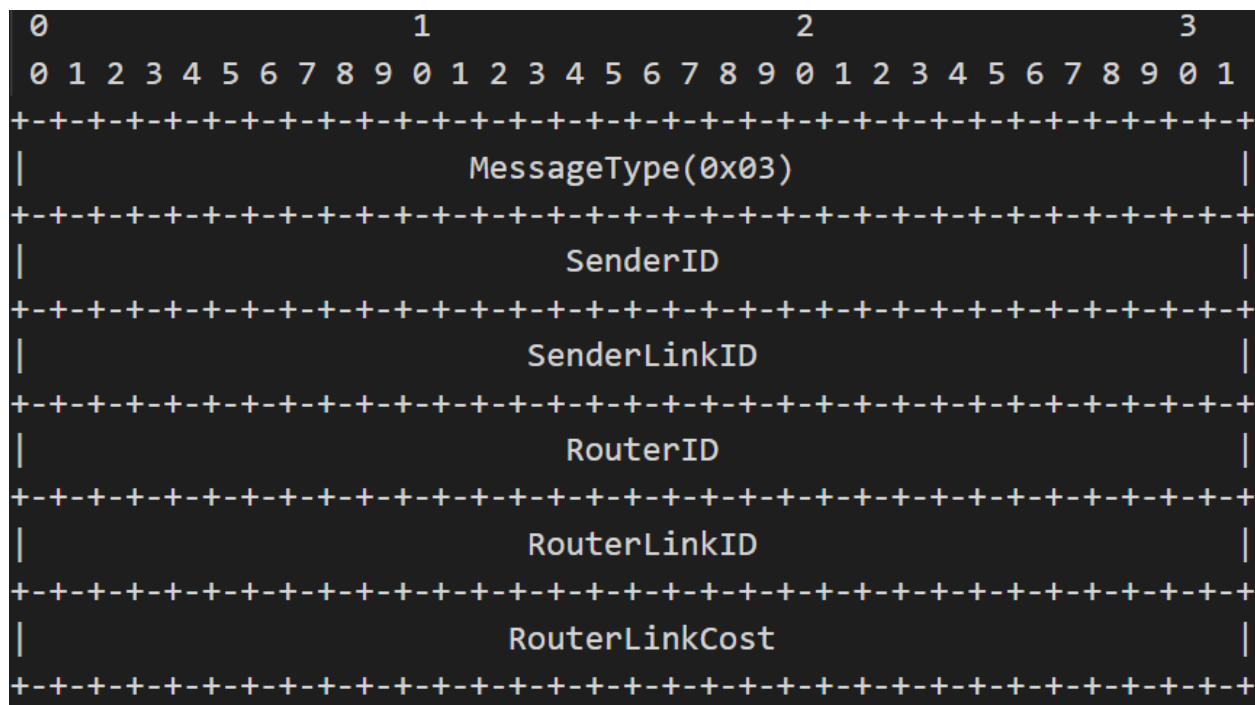 0                   1                   2                   3
0 1 2 3 4 5 6 7 8 9 0 1 2 3 4 5 6 7 8 9 0 1 2 3 4 5 6 7 8 9 0 1
+-+-+-+-+-+-+-+-+-+-+-+-+-+-+-+-+-+-+-+-+-+-+-+-+-+-+-+-+-+-+-+-+
|                       MessageType(0x03)                       |
+-+-+-+-+-+-+-+-+-+-+-+-+-+-+-+-+-+-+-+-+-+-+-+-+-+-+-+-+-+-+-+-+
|                            SenderID                           |
+-+-+-+-+-+-+-+-+-+-+-+-+-+-+-+-+-+-+-+-+-+-+-+-+-+-+-+-+-+-+-+-+
|                          SenderLinkID                         |
+-+-+-+-+-+-+-+-+-+-+-+-+-+-+-+-+-+-+-+-+-+-+-+-+-+-+-+-+-+-+-+-+
|                            RouterID                           |
+-+-+-+-+-+-+-+-+-+-+-+-+-+-+-+-+-+-+-+-+-+-+-+-+-+-+-+-+-+-+-+-+
|                          RouterLinkID                         |
+-+-+-+-+-+-+-+-+-+-+-+-+-+-+-+-+-+-+-+-+-+-+-+-+-+-+-+-+-+-+-+-+
|                         RouterLinkCost                        |
+-+-+-+-+-+-+-+-+-+-+-+-+-+-+-+-+-+-+-+-+-+-+-+-+-+-+-+-+-+-+-+-+